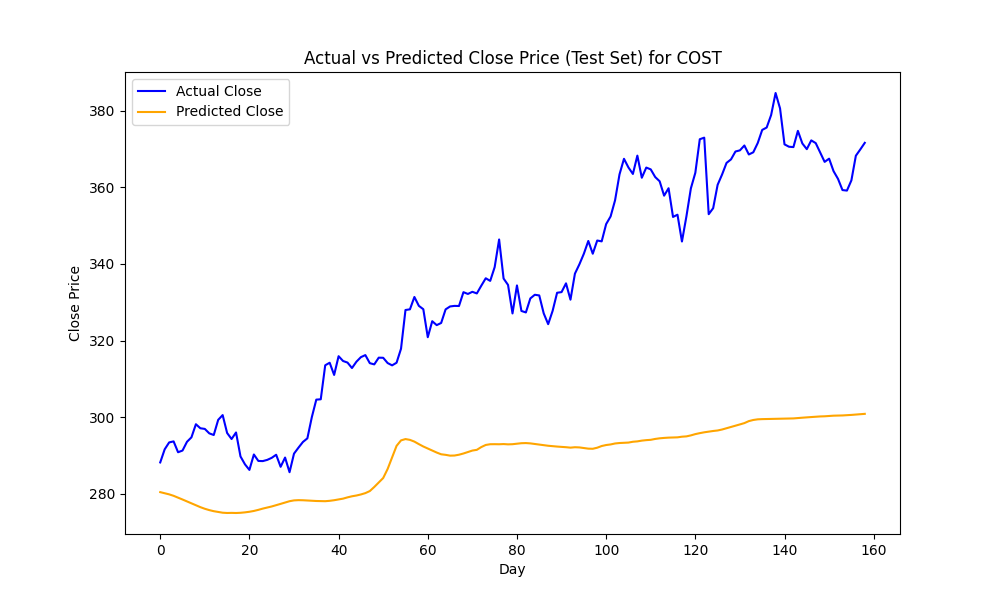 Actual vs Predicted Close Price (Test Set) for COST
Actual Close
Predicted Close
Close Price
380
360
340
320
300
280
0 20 40 60 80 100 120 140 160
Day